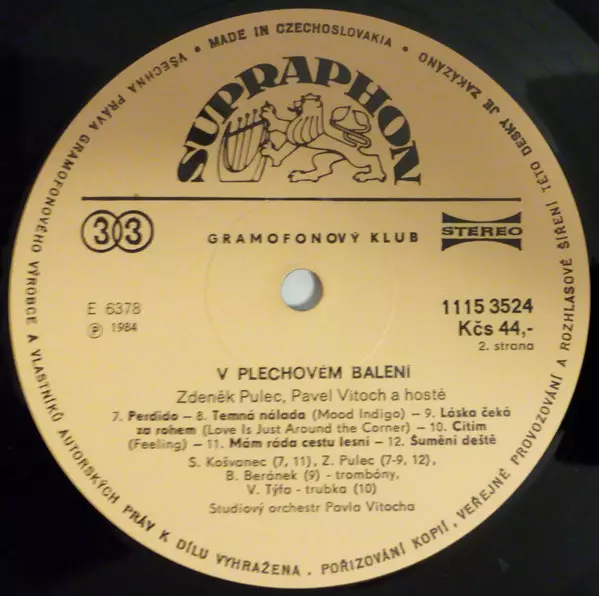 VŠECHNA PRÁVA GRAMOFONOVÉHO VÝROBCE A VLASTNÍKŮ AUTORSKÝCH PRÁV K DÍLU VYHRAŽENA. POŘIZOVÁNÍ KOPIÍ, VEŘEJNÉ PROVOZOVÁNÍ A ROZHLASOVÉ ŠÍŘENÍ TÉTO DESKY JE ZAKÁZÁNO • MADE IN CZECHOSLOVAKIA •
SUPRAPHON
33 GRAMOFONOVÝ KLUB STEREO
E 6378 1115 3524
Ⓟ 1984 Kčs 44,-
2. strana
V PLECHOVÉM BALENÍ
Zdeněk Pulec, Pavel Vitoch a hosté
7. Perdido – 8. Temná nálada (Mood Indigo) – 9. Láska čeká
za rohem (Love Is Just Around the Corner) – 10. Cítím
(Feeling) – 11. Mám ráda cestu lesní – 12. Šumění deště
S. Košvanec (7, 11), Z. Pulec (7-9, 12),
B. Beránek (9) - trombóny,
V. Týfa - trubka (10)
Studiový orchestr Pavla Vitocha